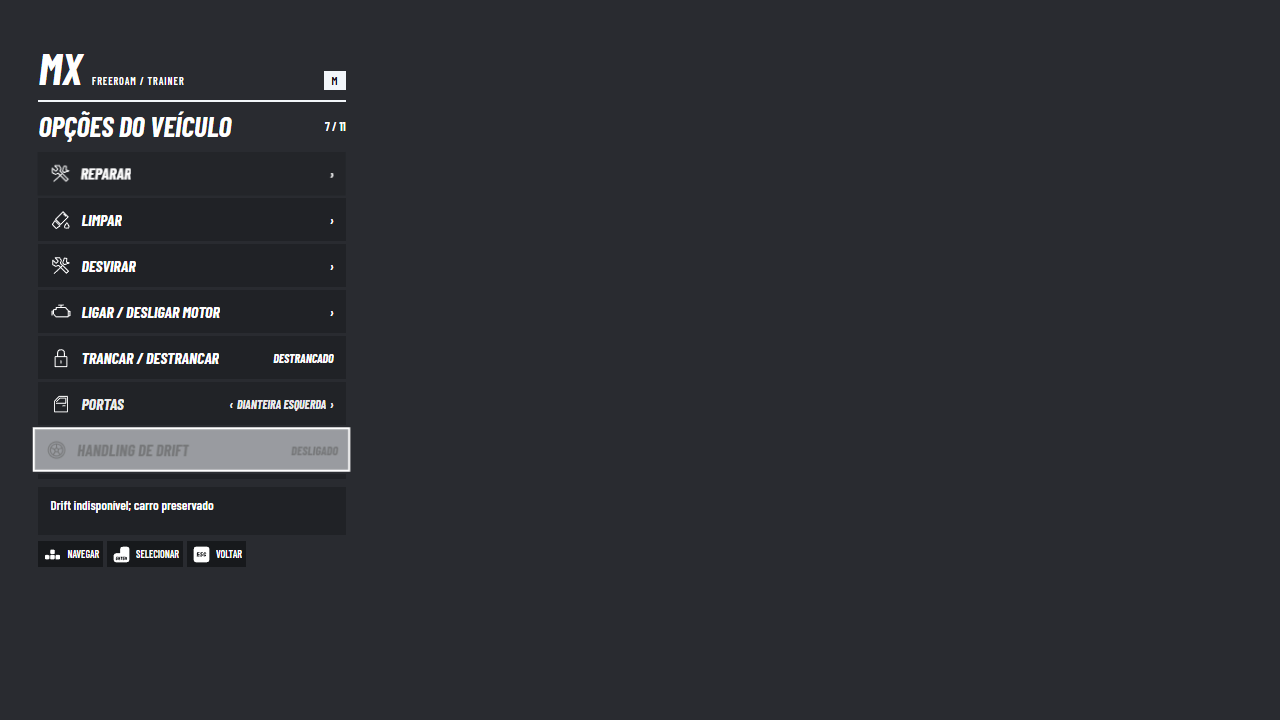 MX FREEROAM / TRAINER M
OPÇÕES DO VEÍCULO 7 / 11
REPARAR ›
LIMPAR ›
DESVIRAR ›
LIGAR / DESLIGAR MOTOR ›
TRANCAR / DESTRANCAR DESTRANCADO
PORTAS ‹ DIANTEIRA ESQUERDA ›
HANDLING DE DRIFT DESLIGADO
Drift indisponível; carro preservado
NAVEGAR ENTER SELECIONAR ESC VOLTAR